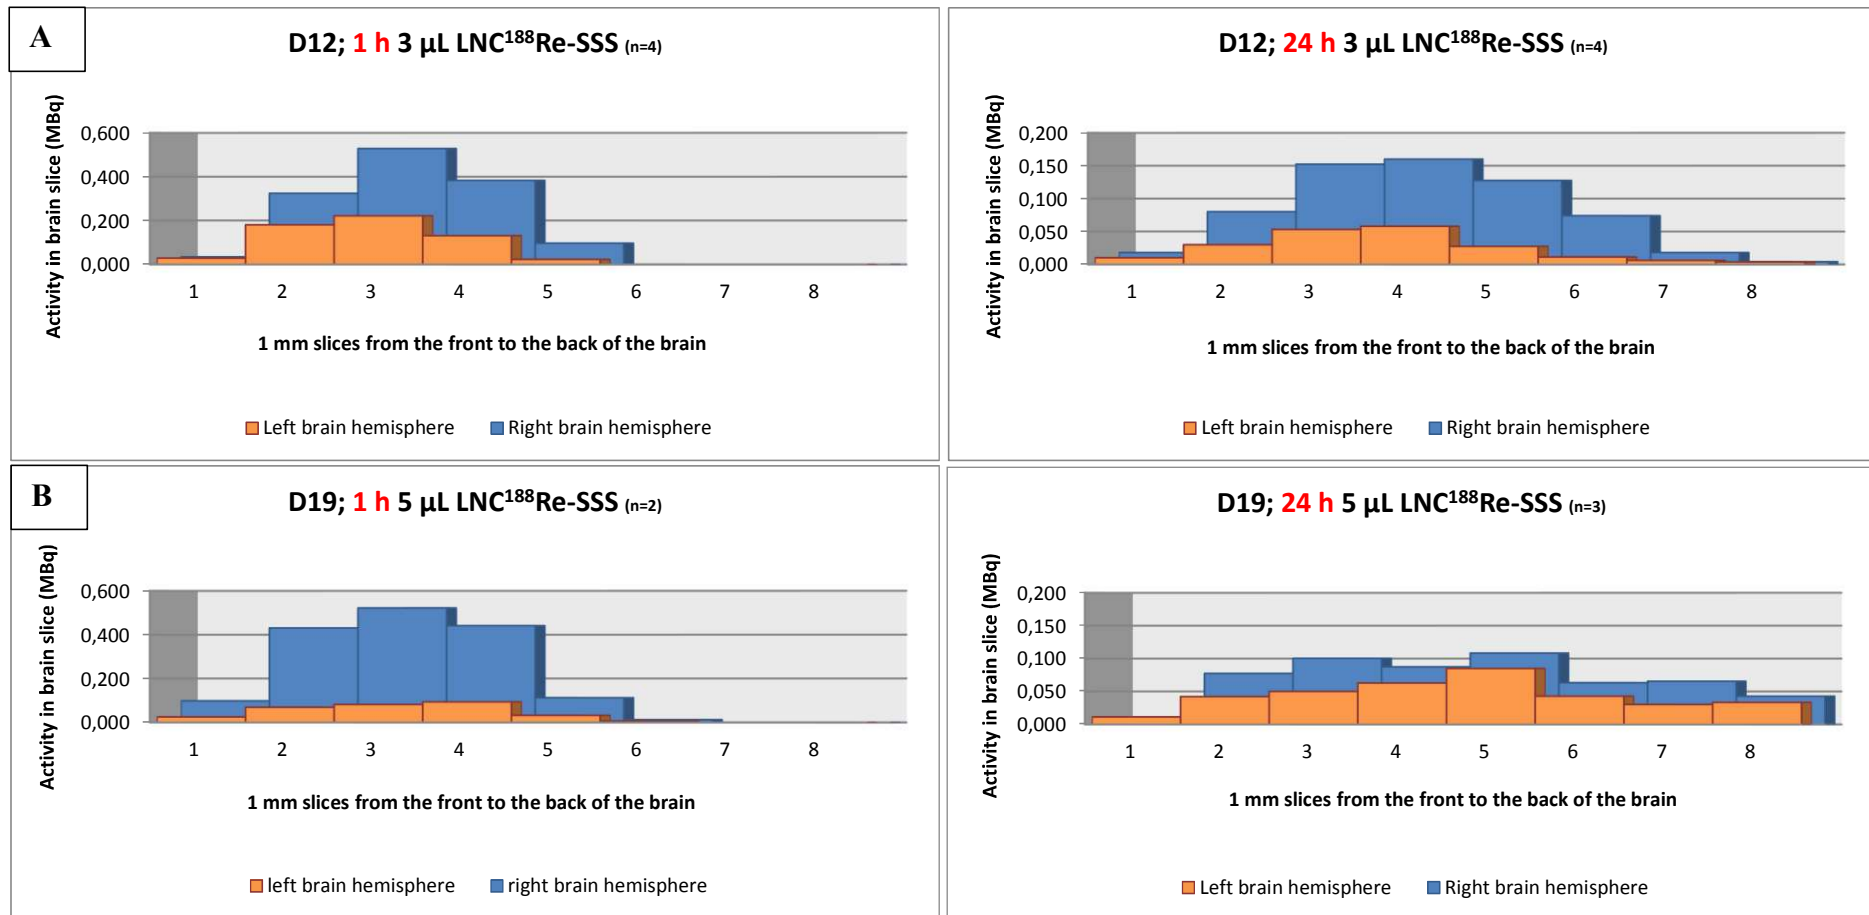 A
D12; 1 h 3 µL LNC¹⁸⁸Re-SSS (n=4)
Activity in brain slice (MBq)
0,600
0,400
0,200
0,000
1 2 3 4 5 6 7 8
1 mm slices from the front to the back of the brain
Left brain hemisphere Right brain hemisphere
D12; 24 h 3 µL LNC¹⁸⁸Re-SSS (n=4)
Activity in brain slice (MBq)
0,200
0,150
0,100
0,050
0,000
1 2 3 4 5 6 7 8
1 mm slices from the front to the back of the brain
Left brain hemisphere Right brain hemisphere
B
D19; 1 h 5 µL LNC¹⁸⁸Re-SSS (n=2)
Activity in brain slice (MBq)
0,600
0,400
0,200
0,000
1 2 3 4 5 6 7 8
1 mm slices from the front to the back of the brain
left brain hemisphere right brain hemisphere
D19; 24 h 5 µL LNC¹⁸⁸Re-SSS (n=3)
Activity in brain slice (MBq)
0,200
0,150
0,100
0,050
0,000
1 2 3 4 5 6 7 8
1 mm slices from the front to the back of the brain
Left brain hemisphere Right brain hemisphere